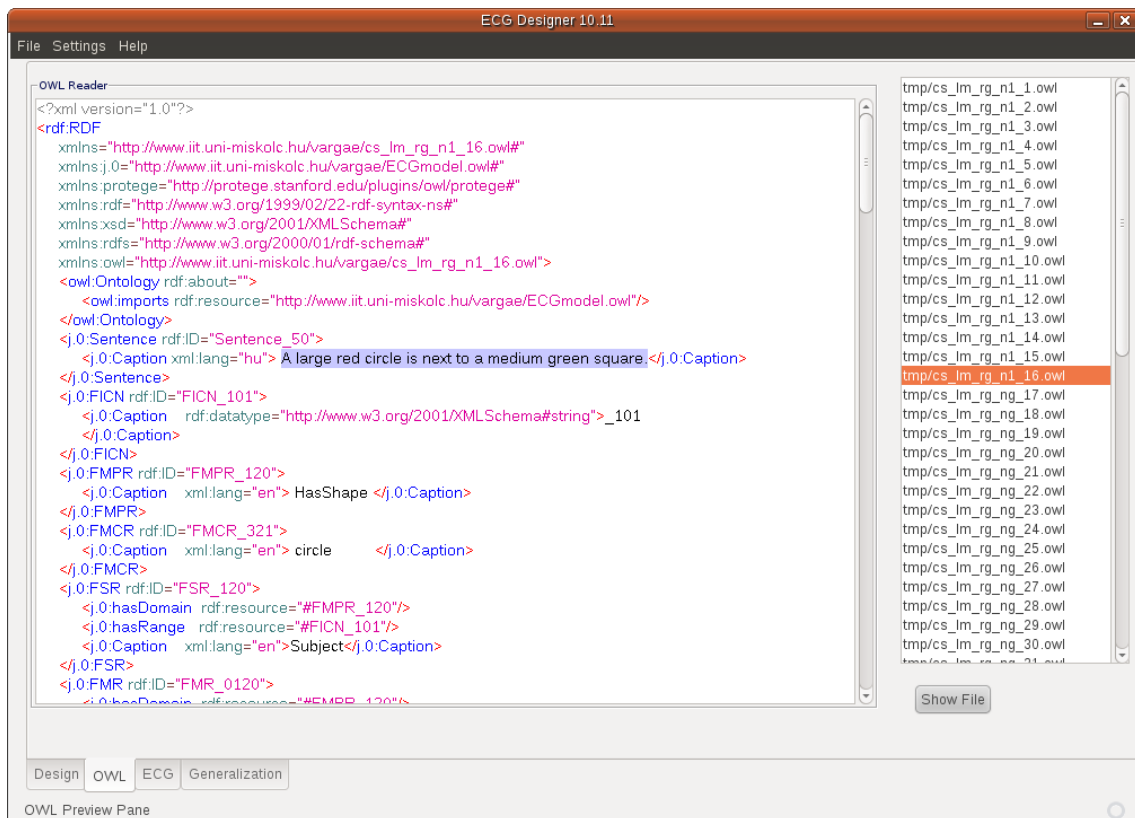 ECG Designer 10.11
File Settings Help
OWL Reader
<?xml version="1.0"?>
<rdf:RDF
xmlns="http://www.iit.uni-miskolc.hu/vargae/cs_lm_rg_n1_16.owl#"
xmlns:j.0="http://www.iit.uni-miskolc.hu/vargae/ECGmodel.owl#"
xmlns:protege="http://protege.stanford.edu/plugins/owl/protege#"
xmlns:rdf="http://www.w3.org/1999/02/22-rdf-syntax-ns#"
xmlns:xsd="http://www.w3.org/2001/XMLSchema#"
xmlns:rdfs="http://www.w3.org/2000/01/rdf-schema#"
xmlns:owl="http://www.iit.uni-miskolc.hu/vargae/cs_lm_rg_n1_16.owl">
<owl:Ontology rdf:about="">
<owl:imports rdf:resource="http://www.iit.uni-miskolc.hu/vargae/ECGmodel.owl"/>
</owl:Ontology>
<j.0:Sentence rdf:ID="Sentence_50">
<j.0:Caption xml:lang="hu"> A large red circle is next to a medium green square.</j.0:Caption>
</j.0:Sentence>
<j.0:FICN rdf:ID="FICN_101">
<j.0:Caption rdf:datatype="http://www.w3.org/2001/XMLSchema#string">_101
</j.0:Caption>
</j.0:FICN>
<j.0:FMPR rdf:ID="FMPR_120">
<j.0:Caption xml:lang="en"> HasShape </j.0:Caption>
</j.0:FMPR>
<j.0:FMCR rdf:ID="FMCR_321">
<j.0:Caption xml:lang="en"> circle </j.0:Caption>
</j.0:FMCR>
<j.0:FSR rdf:ID="FSR_120">
<j.0:hasDomain rdf:resource="#FMPR_120"/>
<j.0:hasRange rdf:resource="#FICN_101"/>
<j.0:Caption xml:lang="en">Subject</j.0:Caption>
</j.0:FSR>
<j.0:FMR rdf:ID="FMR_0120">
<j.0:hasDomain rdf:resource="#FMPR_120"/>
tmp/cs_lm_rg_n1_1.owl
tmp/cs_lm_rg_n1_2.owl
tmp/cs_lm_rg_n1_3.owl
tmp/cs_lm_rg_n1_4.owl
tmp/cs_lm_rg_n1_5.owl
tmp/cs_lm_rg_n1_6.owl
tmp/cs_lm_rg_n1_7.owl
tmp/cs_lm_rg_n1_8.owl
tmp/cs_lm_rg_n1_9.owl
tmp/cs_lm_rg_n1_10.owl
tmp/cs_lm_rg_n1_11.owl
tmp/cs_lm_rg_n1_12.owl
tmp/cs_lm_rg_n1_13.owl
tmp/cs_lm_rg_n1_14.owl
tmp/cs_lm_rg_n1_15.owl
tmp/cs_lm_rg_n1_16.owl
tmp/cs_lm_rg_ng_17.owl
tmp/cs_lm_rg_ng_18.owl
tmp/cs_lm_rg_ng_19.owl
tmp/cs_lm_rg_ng_20.owl
tmp/cs_lm_rg_ng_21.owl
tmp/cs_lm_rg_ng_22.owl
tmp/cs_lm_rg_ng_23.owl
tmp/cs_lm_rg_ng_24.owl
tmp/cs_lm_rg_ng_25.owl
tmp/cs_lm_rg_ng_26.owl
tmp/cs_lm_rg_ng_27.owl
tmp/cs_lm_rg_ng_28.owl
tmp/cs_lm_rg_ng_29.owl
tmp/cs_lm_rg_ng_30.owl
Show File
Design OWL ECG Generalization
OWL Preview Pane